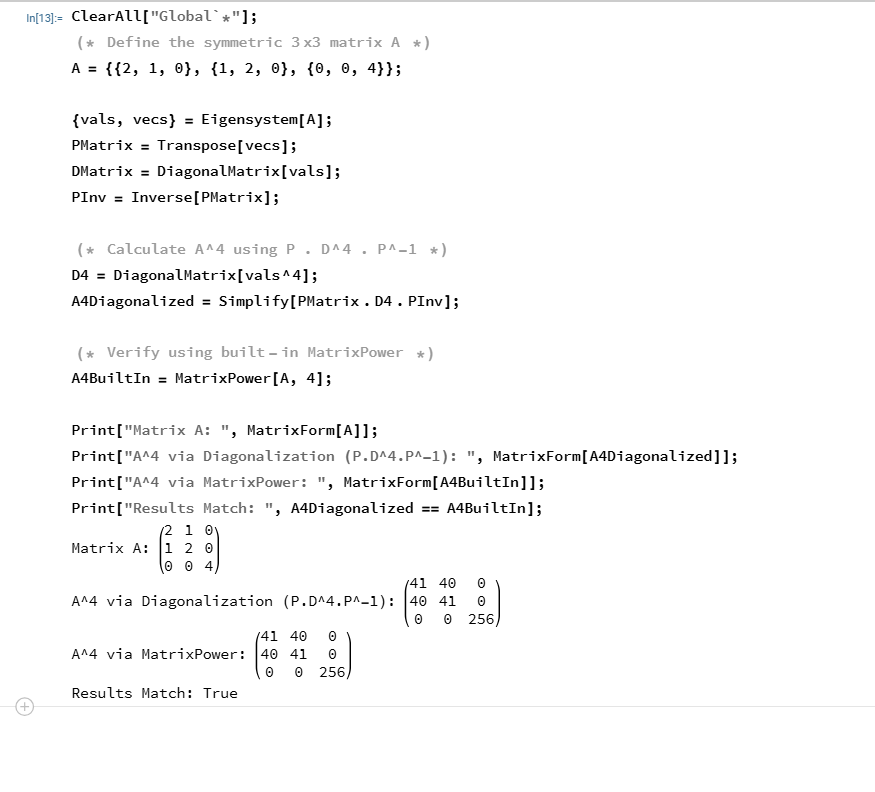 In[13]:= ClearAll["Global`*"];
(* Define the symmetric 3x3 matrix A *)
A = {{2, 1, 0}, {1, 2, 0}, {0, 0, 4}};
{vals, vecs} = Eigensystem[A];
PMatrix = Transpose[vecs];
DMatrix = DiagonalMatrix[vals];
PInv = Inverse[PMatrix];
(* Calculate A^4 using P . D^4 . P^-1 *)
D4 = DiagonalMatrix[vals^4];
A4Diagonalized = Simplify[PMatrix.D4.PInv];
(* Verify using built-in MatrixPower *)
A4BuiltIn = MatrixPower[A, 4];
Print["Matrix A: ", MatrixForm[A]];
Print["A^4 via Diagonalization (P.D^4.P^-1): ", MatrixForm[A4Diagonalized]];
Print["A^4 via MatrixPower: ", MatrixForm[A4BuiltIn]];
Print["Results Match: ", A4Diagonalized == A4BuiltIn];
2 1 0
Matrix A: 1 2 0
0 0 4
41 40 0
A^4 via Diagonalization (P.D^4.P^-1): 40 41 0
0 0 256
41 40 0
A^4 via MatrixPower: 40 41 0
0 0 256
Results Match: True